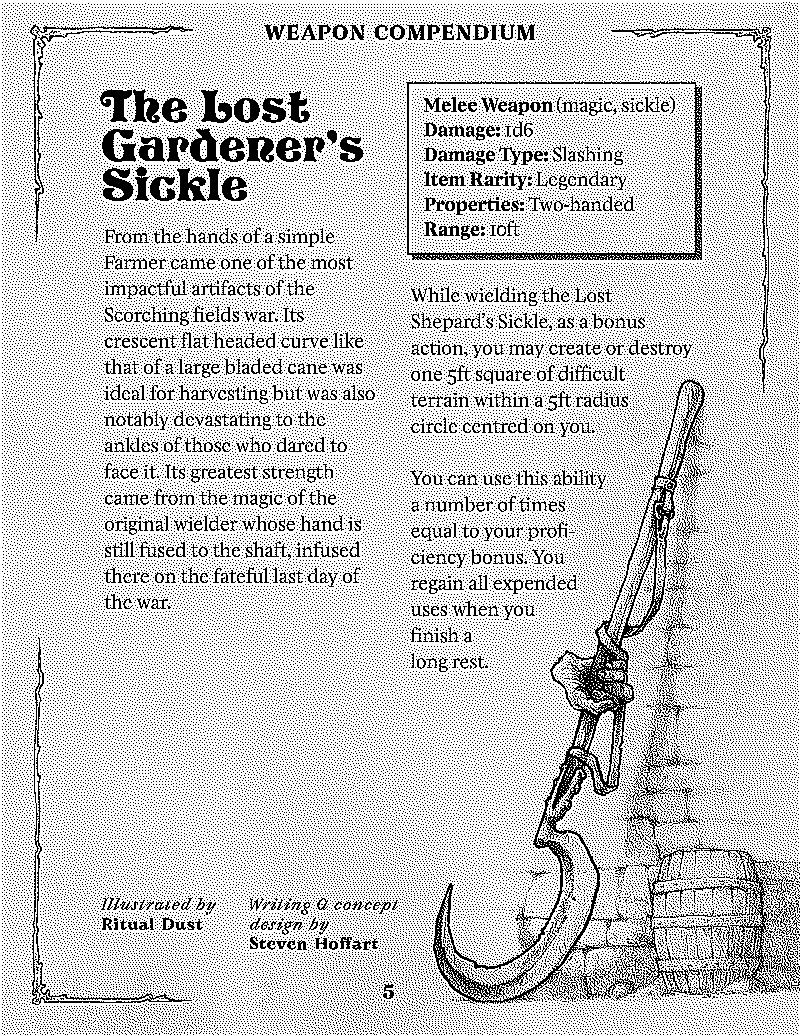 WEAPON COMPENDIUM
The Lost
Gardener's
Sickle
From the hands of a simple
Farmer came one of the most
impactful artifacts of the
Scorching fields war. Its
crescent flat headed curve like
that of a large bladed cane was
ideal for harvesting but was also
notably devastating to the
ankles of those who dared to
face it. Its greatest strength
came from the magic of the
original wielder whose hand is
still fused to the shaft, infused
there on the fateful last day of
the war.
Melee Weapon (magic, sickle)
Damage: 1d6
Damage Type: Slashing
Item Rarity: Legendary
Properties: Two-handed
Range: 10ft
While wielding the Lost
Shepard's Sickle, as a bonus
action, you may create or destroy
one 5ft square of difficult
terrain within a 5ft radius
circle centred on you.
You can use this ability
a number of times
equal to your profi-
ciency bonus. You
regain all expended
uses when you
finish a
long rest.
Illustrated by
Ritual Dust
Writing & concept
design by
Steven Hoffart
5